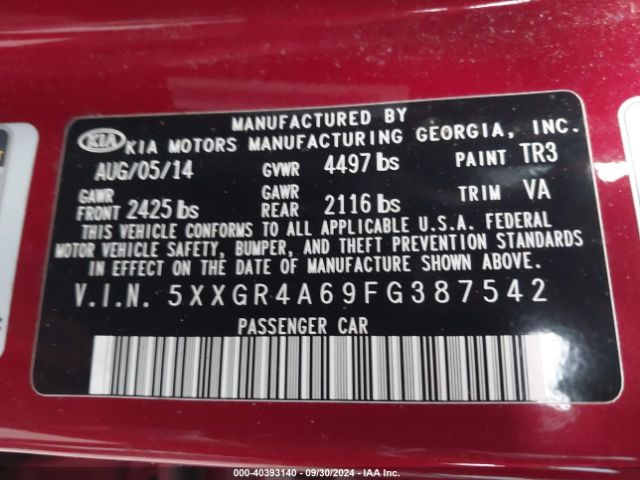 MANUFACTURED BY
KIA KIA MOTORS MANUFACTURING GEORGIA, INC.
AUG/05/14 GVWR 4497 lbs PAINT TR3
GAWR FRONT 2425 lbs GAWR REAR 2116 lbs TRIM VA
THIS VEHICLE CONFORMS TO ALL APPLICABLE U.S.A. FEDERAL
MOTOR VEHICLE SAFETY, BUMPER, AND THEFT PREVENTION STANDARDS
IN EFFECT ON THE DATE OF MANUFACTURE SHOWN ABOVE.
V.I.N. 5XXGR4A69FG387542
PASSENGER CAR
000-40393140 - 09/30/2024 - IAA Inc.